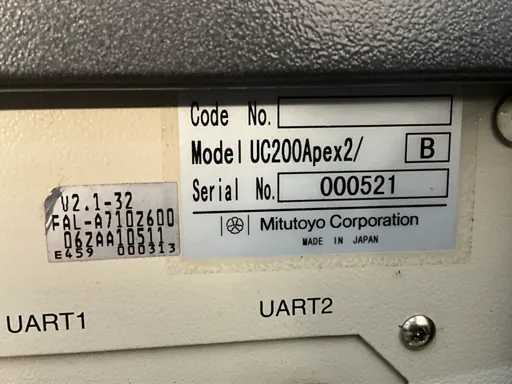 Code No.
Model UC200Apex2/ B
Serial No. 000521
Mitutoyo Corporation
MADE IN JAPAN
V2.1-32
FAL-A7102600
06ZAA10511
E459 000313
UART1
UART2